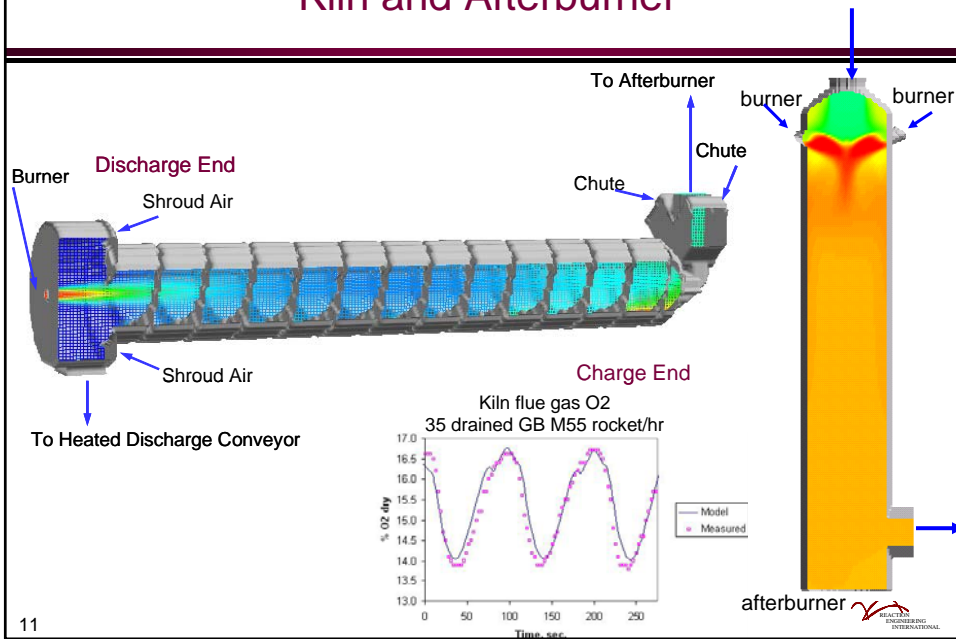 Kiln and Afterburner
To Afterburner
burner
burner
Discharge End
Burner
Shroud Air
Chute
Chute
Shroud Air
Charge End
To Heated Discharge Conveyor
Kiln flue gas O2
35 drained GB M55 rocket/hr
17.0
16.5
16.0
15.5
15.0
14.5
14.0
13.5
13.0
% O2 dry
Model
Measured
0 50 100 150 200 250
Time, sec.
afterburner
REACTION
ENGINEERING
INTERNATIONAL
11